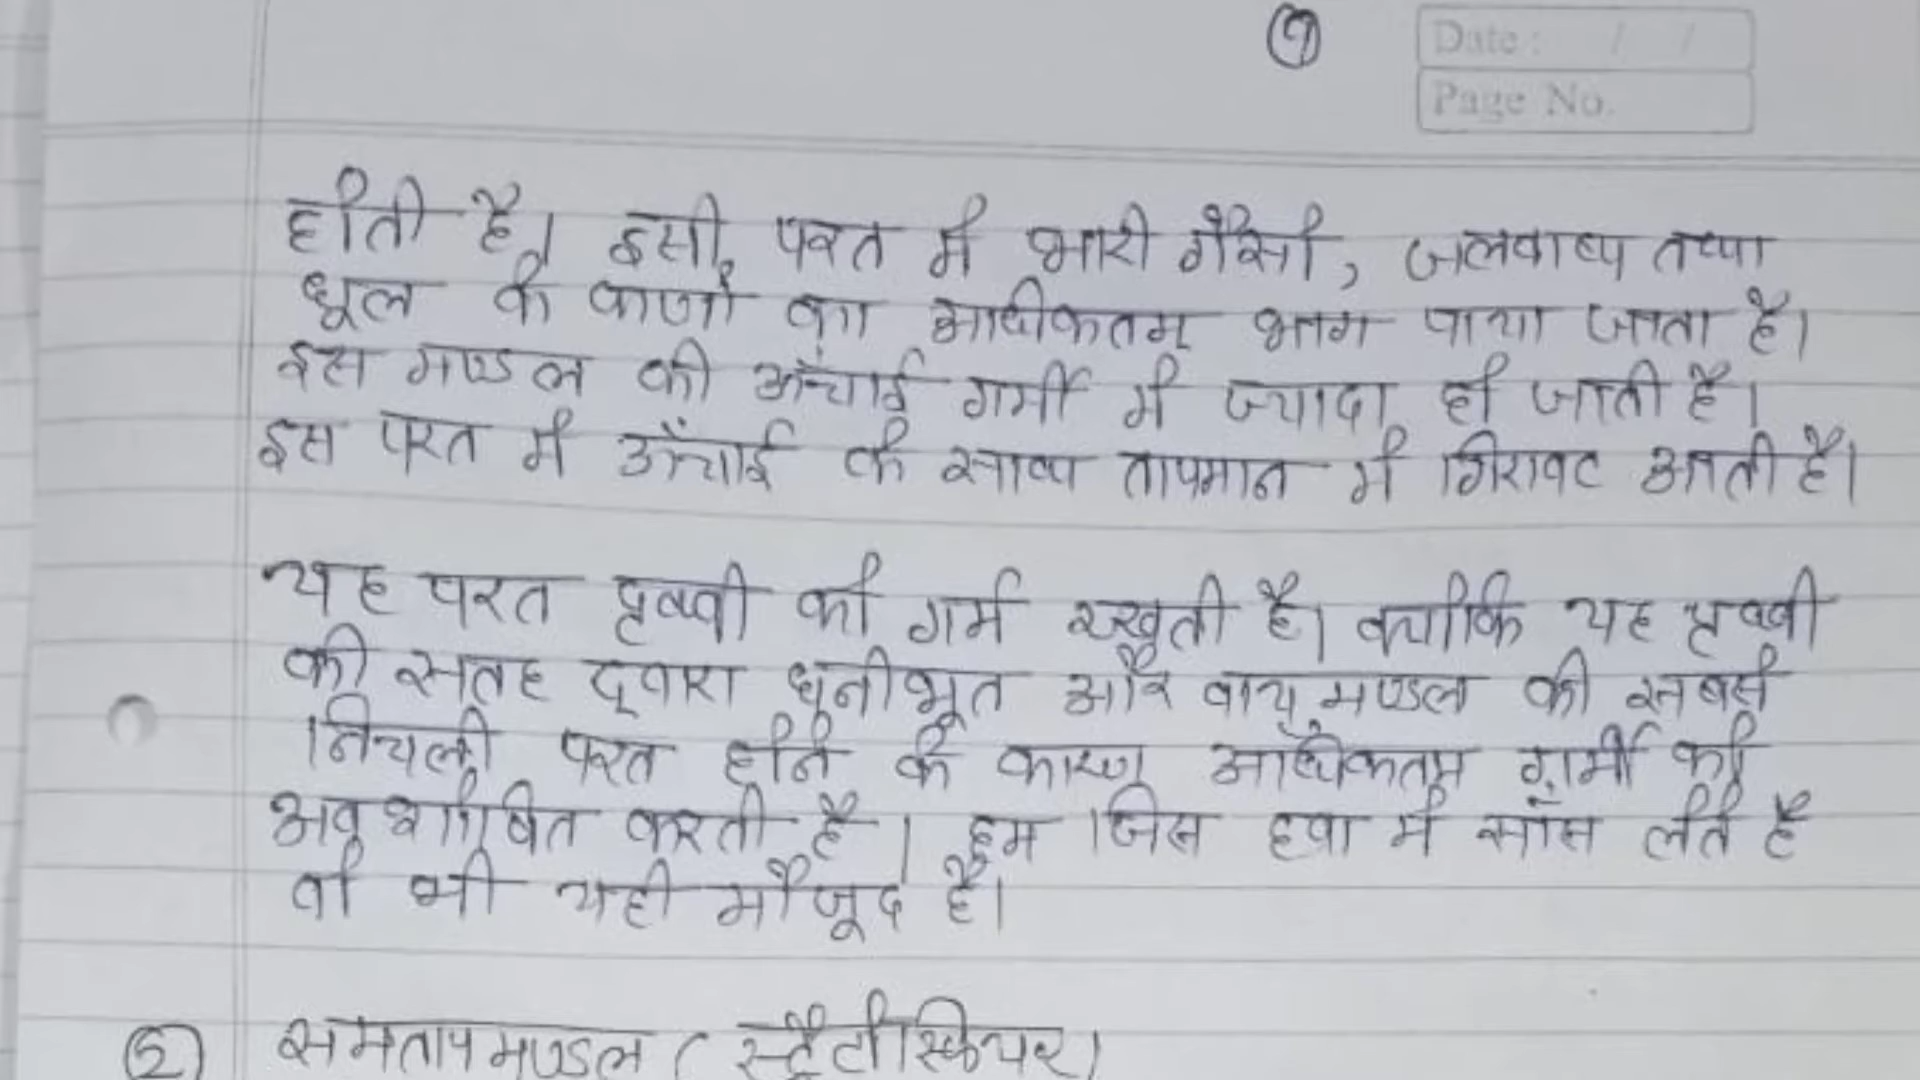 9
Date : / /
Page No.
होती है। इसी परत में भारी गैसों, जलवाष्प तथा
धूल के कणों का अधिकतम भाग पाया जाता है।
इस मण्डल की ऊँचाई गर्मी में ज्यादा हो जाती है।
इस परत में ऊँचाई के साथ तापमान में गिरावट आती है।
यह परत पृथ्वी को गर्म रखती है। क्योंकि यह पृथ्वी
की सतह द्वारा घनीभूत और वायुमण्डल की सबसे
निचली परत होने के कारण अधिकतम गर्मी को
अवशोषित करती है। हम जिस हवा में साँस लेते है
वो भी यही मौजूद है।
2 समतापमण्डल (स्ट्रैटोस्फियर)